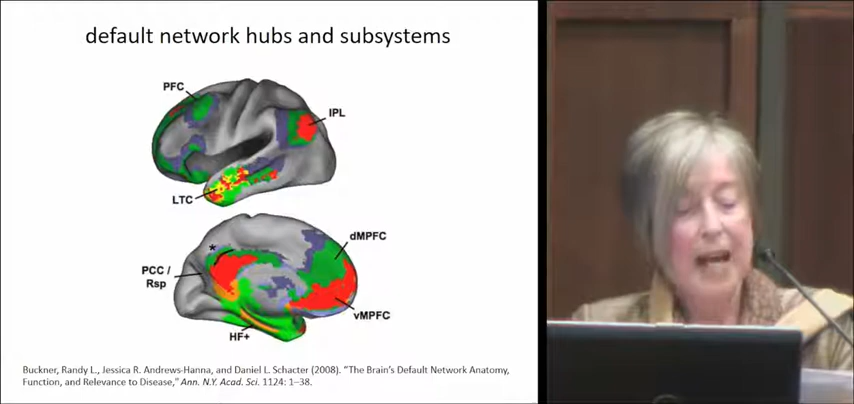 default network hubs and subsystems
PFC
IPL
LTC
dMPFC
*
PCC /
Rsp
vMPFC
HF+
Buckner, Randy L., Jessica R. Andrews-Hanna, and Daniel L. Schacter (2008). “The Brain’s Default Network Anatomy,
Function, and Relevance to Disease,” Ann. N.Y. Acad. Sci. 1124: 1–38.